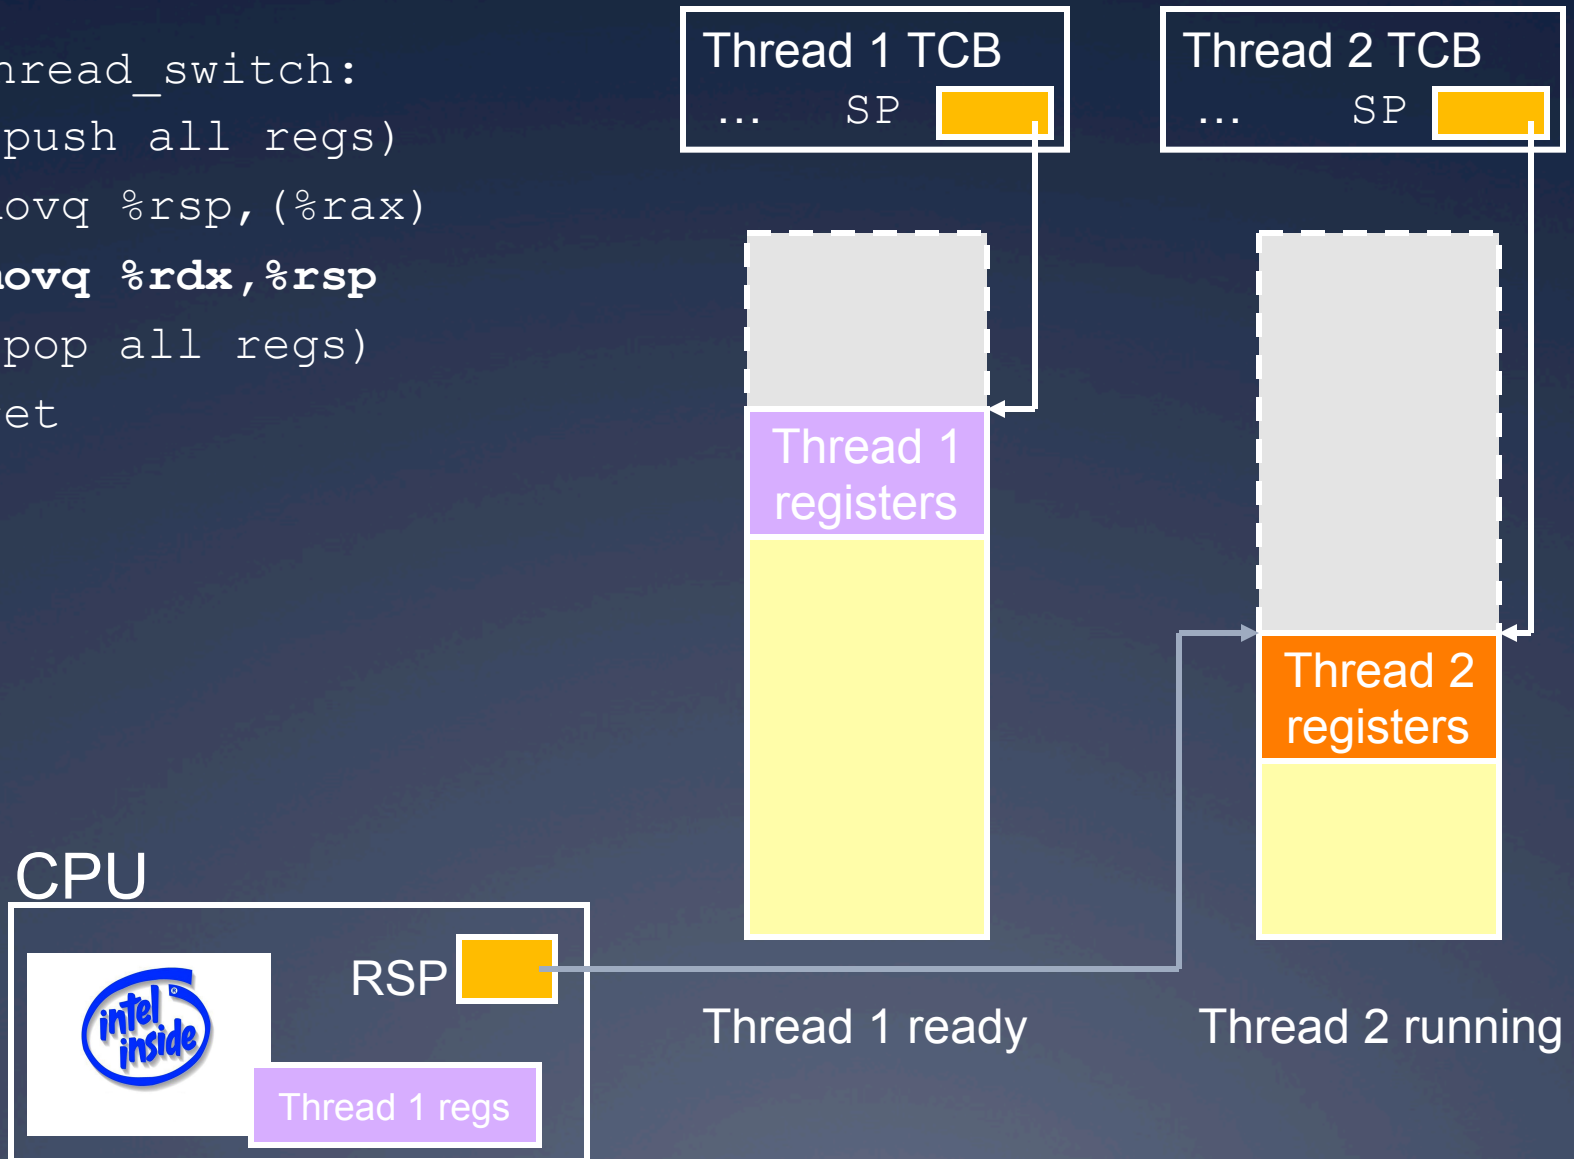 hread_switch:
push all regs)
ovq %rsp,(%rax)
ovq %rdx,%rsp
pop all regs)
et
Thread 1 TCB
... SP
Thread 2 TCB
... SP
Thread 1
registers
Thread 2
registers
CPU
RSP
intel
inside
Thread 1 regs
Thread 1 ready
Thread 2 running